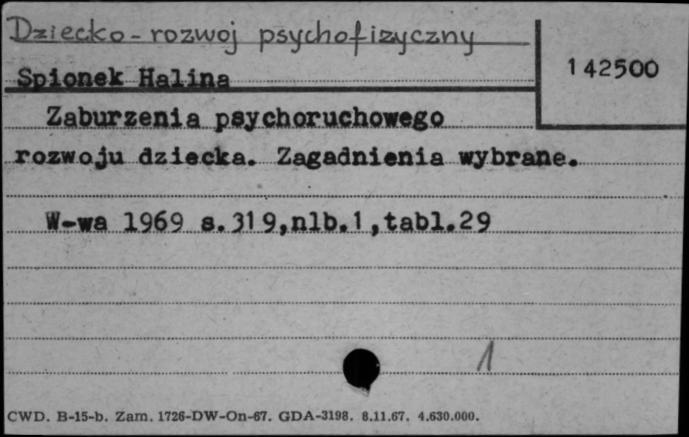 Dziecko - rozwój psychofizyczny
142500
Spionek Halina
Zaburzenia psychoruchowego
rozwoju dziecka. Zagadnienia wybrane.
W-wa 1969 s.319,nlb.1,tabl.29
1
CWD. B-15-b. Zam. 1726-DW-On-67. GDA-3198. 8.11.67. 4.630.000.